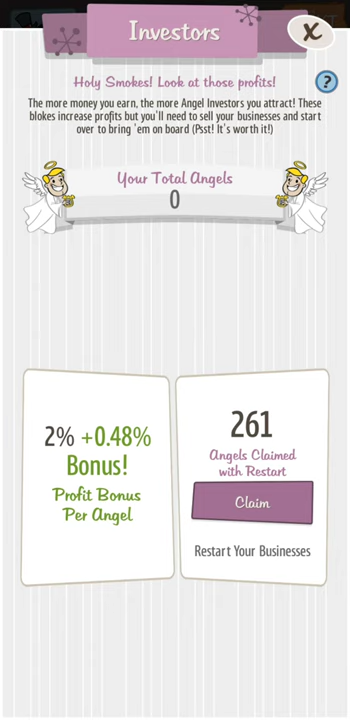 Investors
X
Holy Smokes! Look at those profits!
?
The more money you earn, the more Angel Investors you attract! These
blokes increase profits but you'll need to sell your businesses and start
over to bring 'em on board (Psst! It's worth it!)
Your Total Angels
0
2% +0.48%
Bonus!
Profit Bonus
Per Angel
261
Angels Claimed
with Restart
Claim
Restart Your Businesses